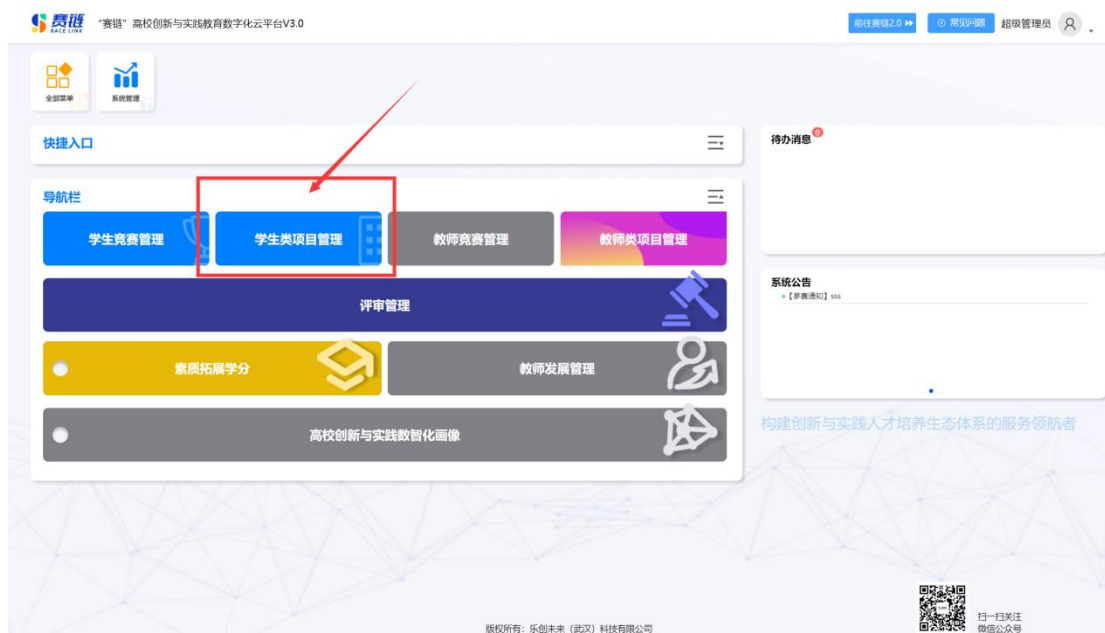 赛链
RACE LINK
“赛链”高校创新与实践教育数字化云平台V3.0
前往赛链2.0
常见问题
超级管理员
全部菜单
系统管理
快捷入口
待办消息
0
导航栏
学生竞赛管理
学生类项目管理
教师竞赛管理
教师类项目管理
评审管理
系统公告
【参赛通知】sss
素质拓展学分
教师发展管理
高校创新与实践数智化画像
构建创新与实践人才培养生态体系的服务领航者
扫一扫关注
微信公众号
版权所有：乐创未来（武汉）科技有限公司